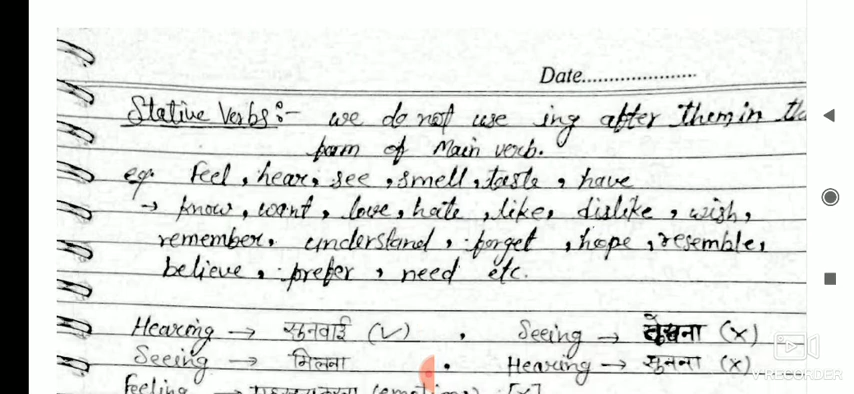 Date......................
Stative Verbs:- we do not use ing after them in
form of Main verb.
eg. Feel, hear, see, smell, taste, have
→ know, want, love, hate, like, dislike, wish,
remember, understand, forget, hope, resemble,
believe, prefer, need etc.
Hearing → सुनवाई (✓) . Seeing → (×)
Seeing → मिलना . Hearing → सुनना (×)
Feeling →
V RECORDER